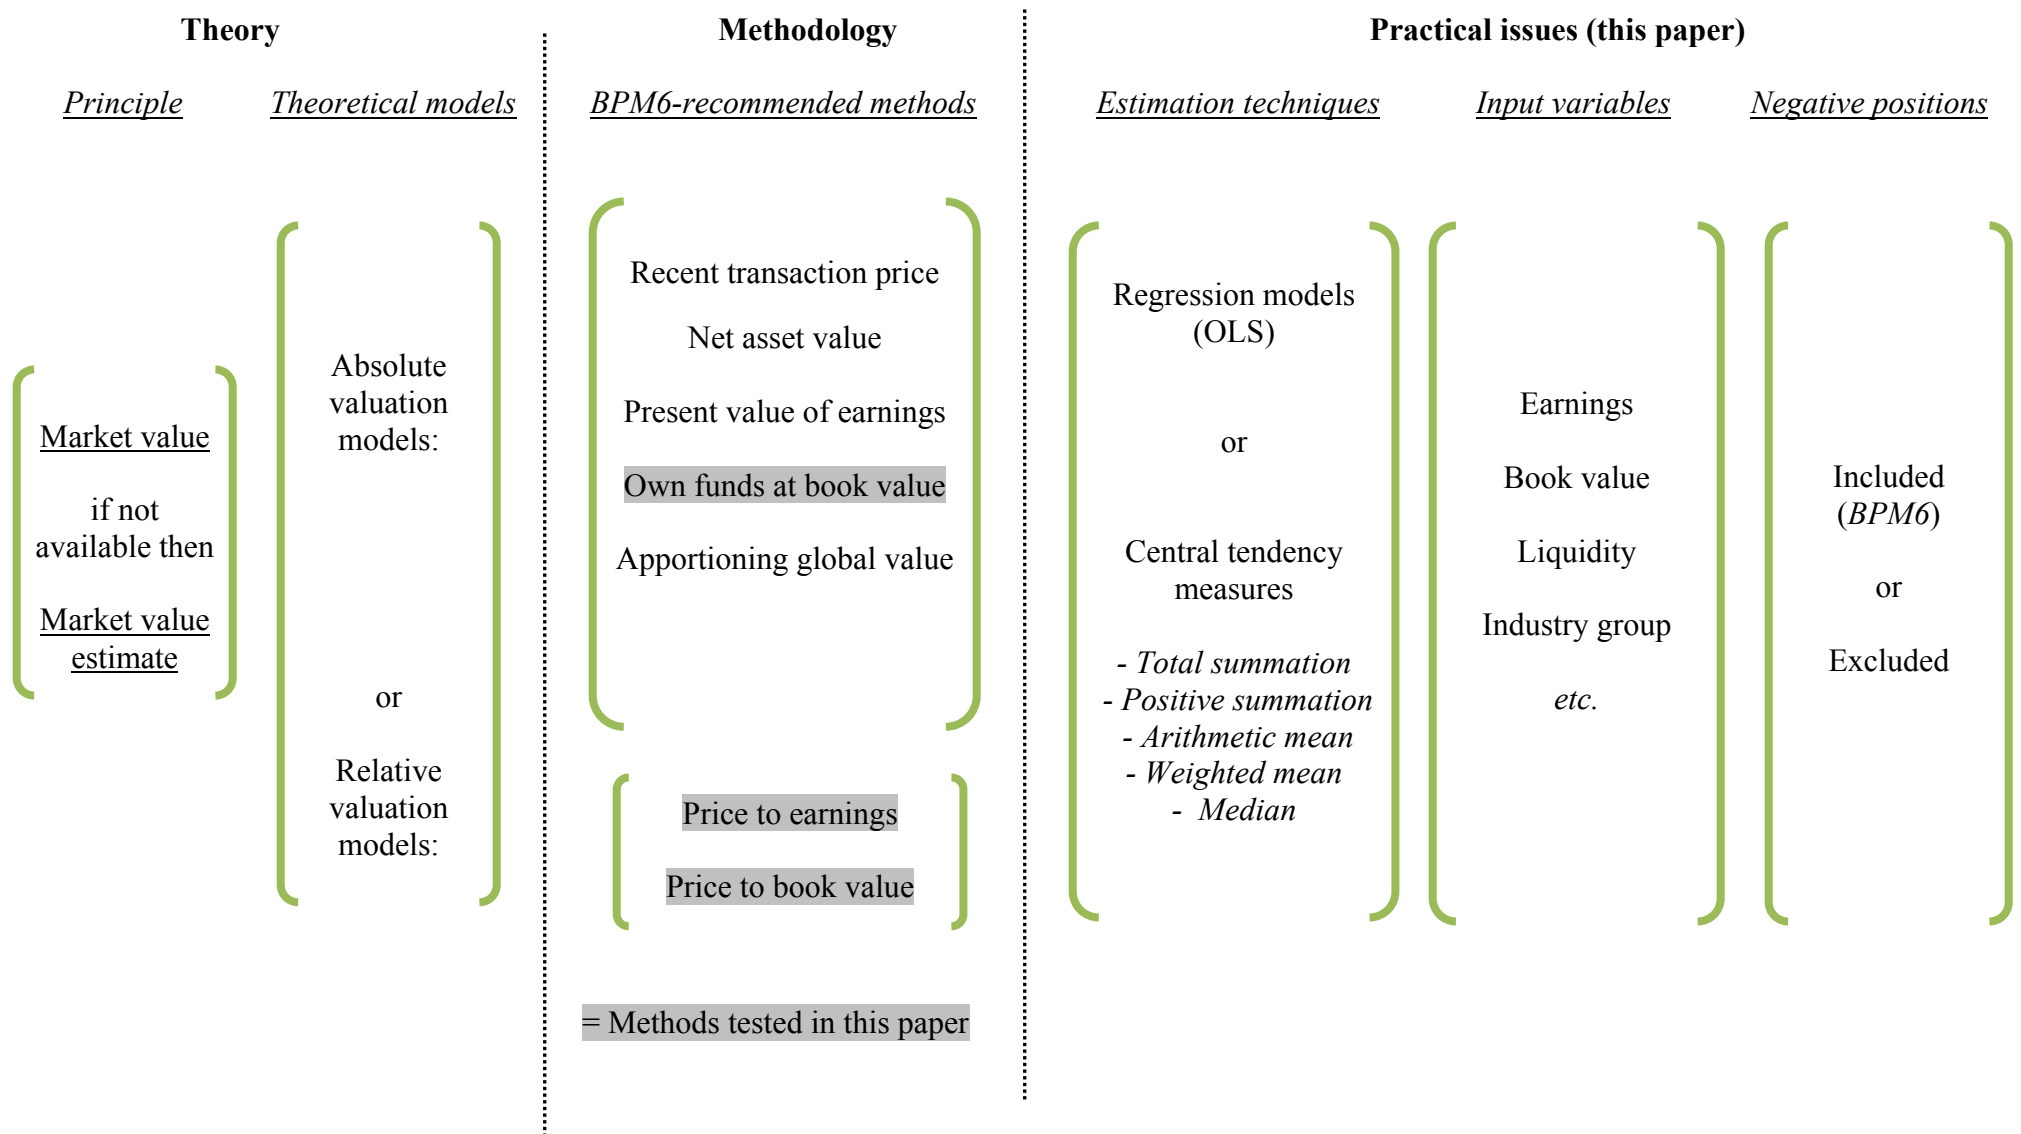 Theory
Principle
Theoretical models
Market value
if not
available then
Market value
estimate
Absolute
valuation
models:
or
Relative
valuation
models:
Methodology
BPM6-recommended methods
Recent transaction price
Net asset value
Present value of earnings
Own funds at book value
Apportioning global value
Price to earnings
Price to book value
= Methods tested in this paper
Practical issues (this paper)
Estimation techniques
Input variables
Negative positions
Regression models
(OLS)
or
Central tendency
measures
- Total summation
- Positive summation
- Arithmetic mean
- Weighted mean
- Median
Earnings
Book value
Liquidity
Industry group
etc.
Included
(BPM6)
or
Excluded